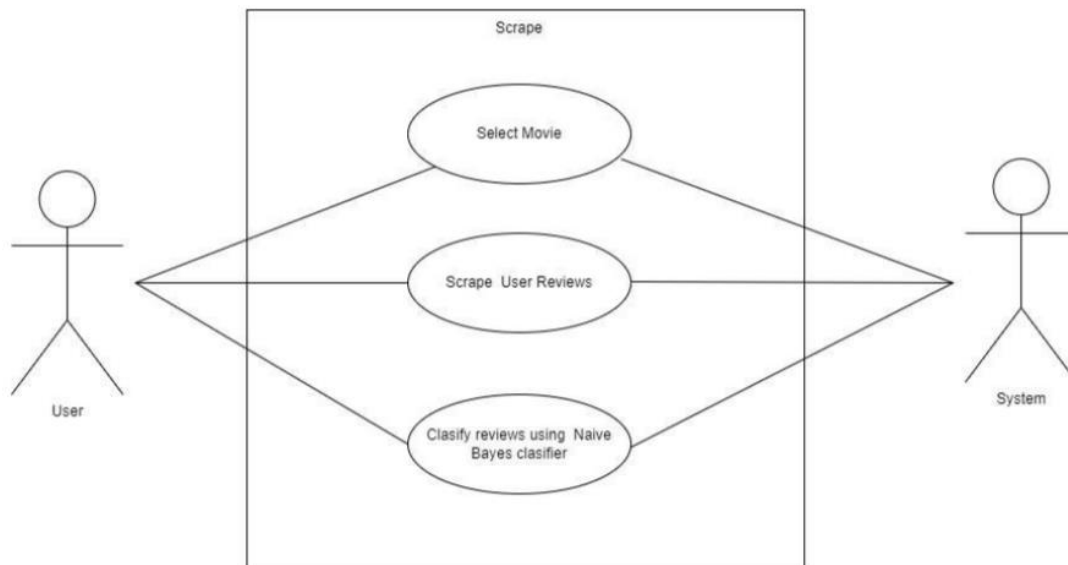 Scrape
Select Movie
Scrape User Reviews
User
System
Clasify reviews using Naive
Bayes clasifier